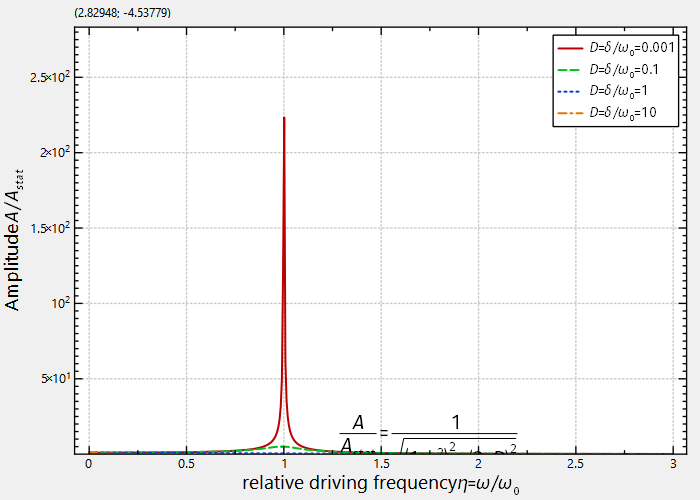 (2.82948; -4.53779)
D=δ/ω₀=0.001
D=δ/ω₀=0.1
D=δ/ω₀=1
D=δ/ω₀=10
2.5×10²
2×10²
1.5×10²
10²
5×10¹
Amplitude A/Aₛₜₐₜ
A/A = 1/√
0 0.5 1 1.5 2 2.5 3
relative driving frequency η=ω/ω₀